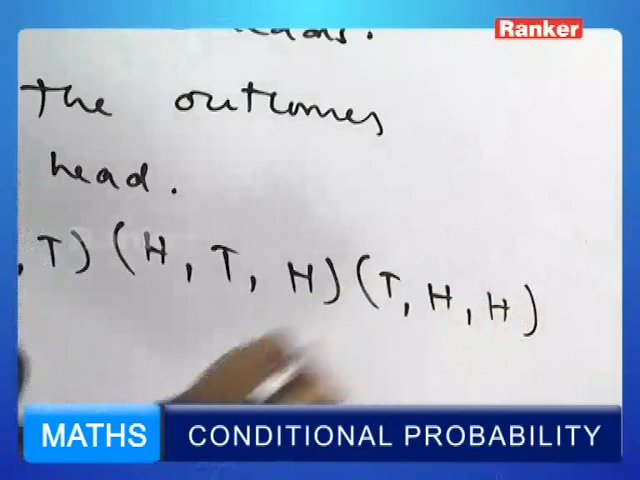 Ranker
The outcomes
head.
, T) (H, T, H) (T, H, H)
MATHS
CONDITIONAL PROBABILITY